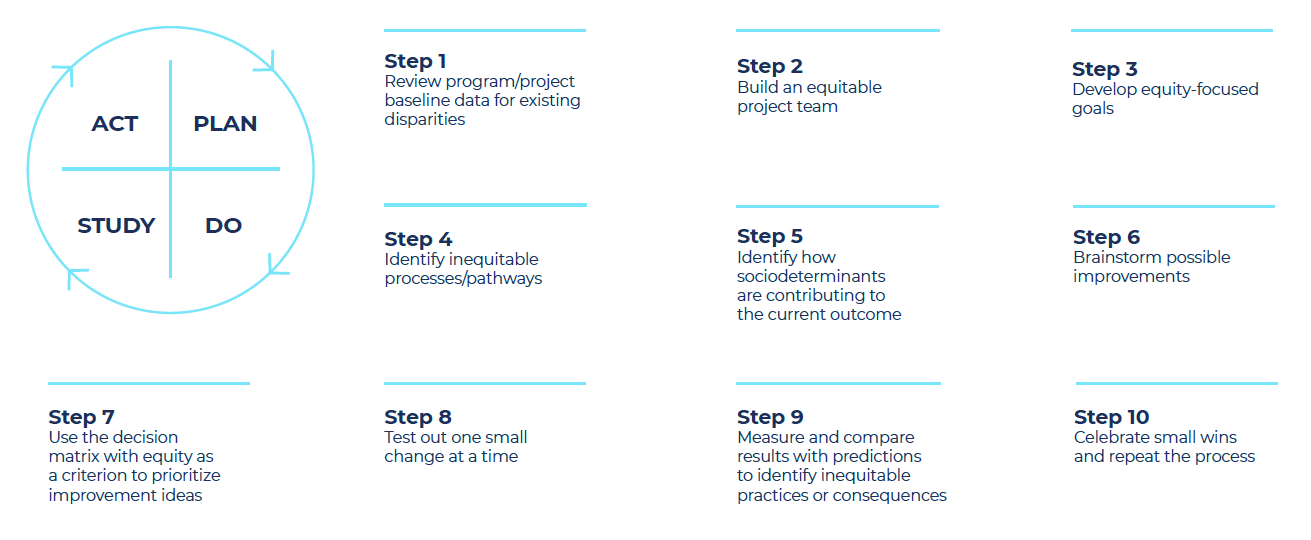 ACT
PLAN
STUDY
DO
Step 1
Review program/project
baseline data for existing
disparities
Step 2
Build an equitable
project team
Step 3
Develop equity-focused
goals
Step 4
Identify inequitable
processes/pathways
Step 5
Identify how
sociodeterminants
are contributing to
the current outcome
Step 6
Brainstorm possible
improvements
Step 7
Use the decision
matrix with equity as
a criterion to prioritize
improvement ideas
Step 8
Test out one small
change at a time
Step 9
Measure and compare
results with predictions
to identify inequitable
practices or consequences
Step 10
Celebrate small wins
and repeat the process